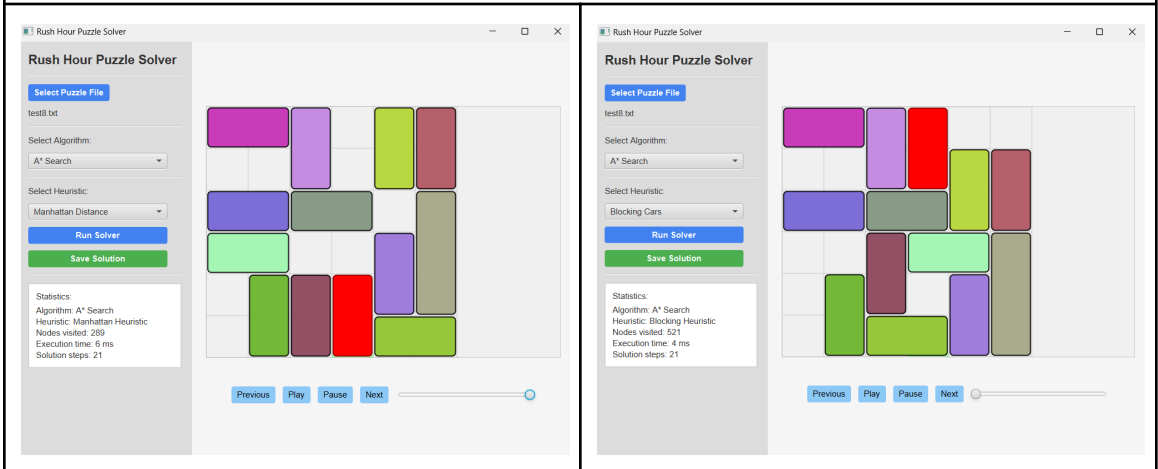 Rush Hour Puzzle Solver
Rush Hour Puzzle Solver
Select Puzzle File
test8.txt
Select Algorithm:
A* Search
Select Heuristic:
Manhattan Distance
Run Solver
Save Solution
Statistics:
Algorithm: A* Search
Heuristic: Manhattan Heuristic
Nodes visited: 289
Execution time: 6 ms
Solution steps: 21
Previous Play Pause Next
Rush Hour Puzzle Solver
Rush Hour Puzzle Solver
Select Puzzle File
test8.txt
Select Algorithm:
A* Search
Select Heuristic:
Blocking Cars
Run Solver
Save Solution
Statistics:
Algorithm: A* Search
Heuristic: Blocking Heuristic
Nodes visited: 521
Execution time: 4 ms
Solution steps: 21
Previous Play Pause Next